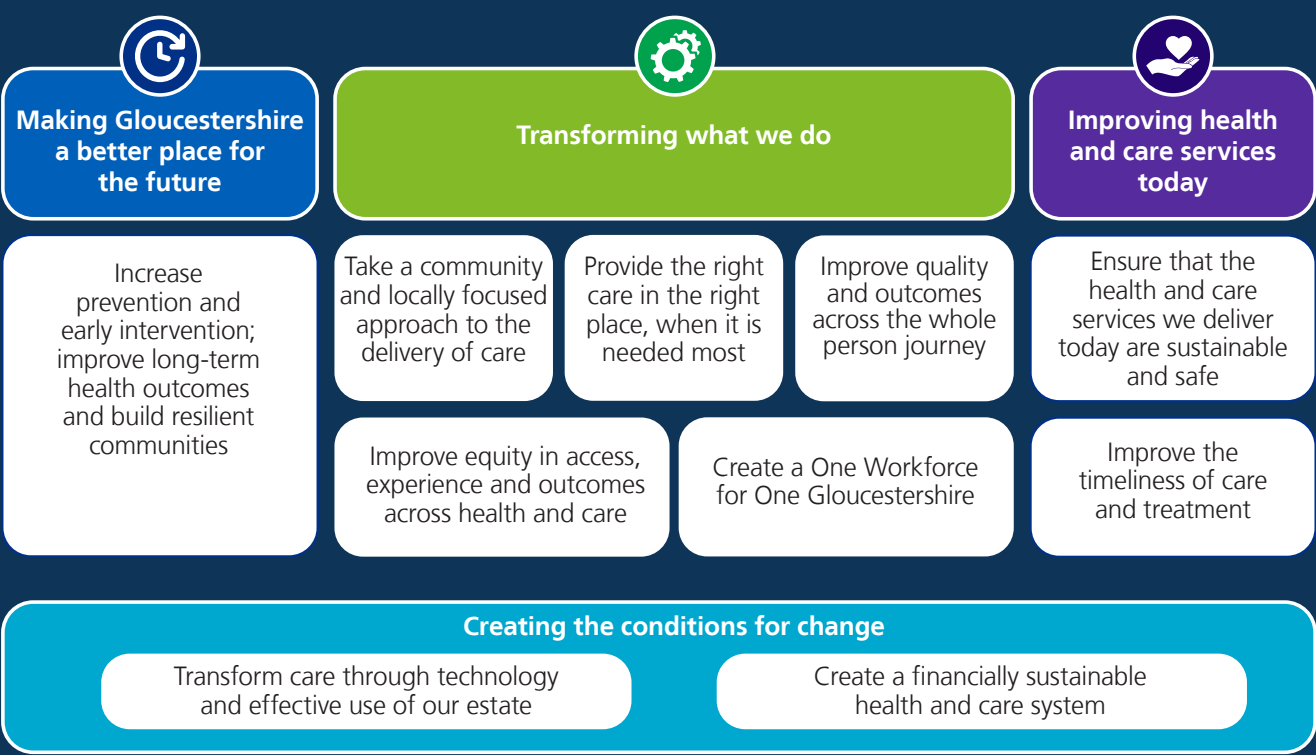 Making Gloucestershire
a better place for
the future
Increase
prevention and
early intervention;
improve long-term
health outcomes
and build resilient
communities
Transforming what we do
Take a community
and locally focused
approach to the
delivery of care
Provide the right
care in the right
place, when it is
needed most
Improve quality
and outcomes
across the whole
person journey
Improve equity in access,
experience and outcomes
across health and care
Create a One Workforce
for One Gloucestershire
Improving health
and care services
today
Ensure that the
health and care
services we deliver
today are sustainable
and safe
Improve the
timeliness of care
and treatment
Creating the conditions for change
Transform care through technology
and effective use of our estate
Create a financially sustainable
health and care system